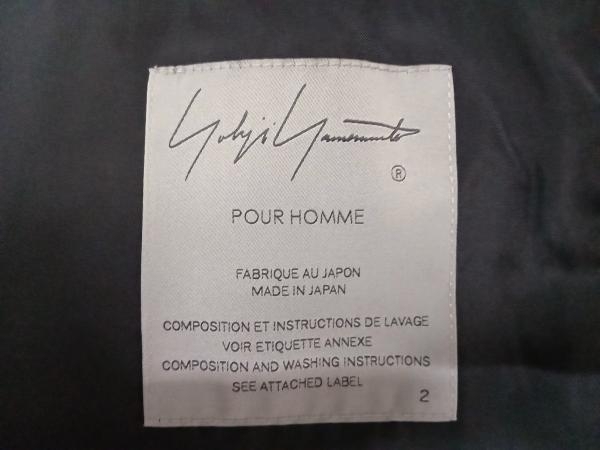 Yohji Yamamoto
®
POUR HOMME
FABRIQUE AU JAPON
MADE IN JAPAN
COMPOSITION ET INSTRUCTIONS DE LAVAGE
VOIR ETIQUETTE ANNEXE
COMPOSITION AND WASHING INSTRUCTIONS
SEE ATTACHED LABEL
2